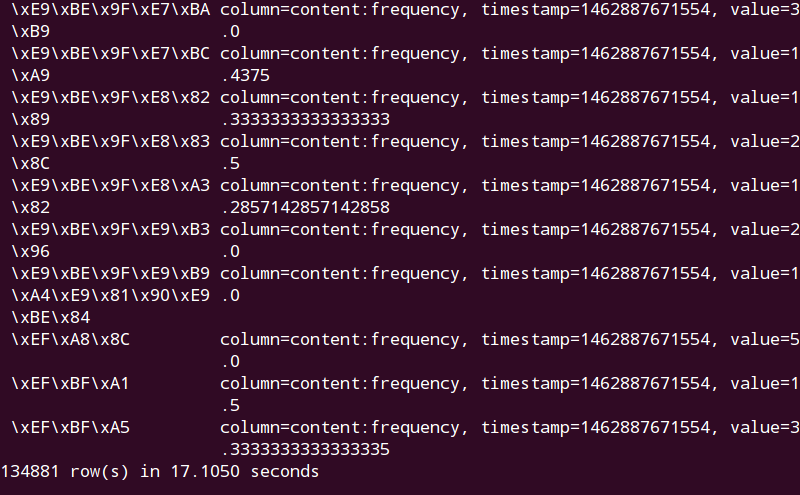 \xE9\xBE\x9F\xE7\xBA column=content:frequency, timestamp=1462887671554, value=3
\xB9 .0
\xE9\xBE\x9F\xE7\xBC column=content:frequency, timestamp=1462887671554, value=1
\xA9 .4375
\xE9\xBE\x9F\xE8\x82 column=content:frequency, timestamp=1462887671554, value=1
\x89 .3333333333333333
\xE9\xBE\x9F\xE8\x83 column=content:frequency, timestamp=1462887671554, value=2
\x8C .5
\xE9\xBE\x9F\xE8\xA3 column=content:frequency, timestamp=1462887671554, value=1
\x82 .2857142857142858
\xE9\xBE\x9F\xE9\xB3 column=content:frequency, timestamp=1462887671554, value=2
\x96 .0
\xE9\xBE\x9F\xE9\xB9 column=content:frequency, timestamp=1462887671554, value=1
\xA4\xE9\x81\x90\xE9 .0
\xBE\x84
\xEF\xA8\x8C column=content:frequency, timestamp=1462887671554, value=5
.0
\xEF\xBF\xA1 column=content:frequency, timestamp=1462887671554, value=1
.5
\xEF\xBF\xA5 column=content:frequency, timestamp=1462887671554, value=3
.3333333333333335
134881 row(s) in 17.1050 seconds